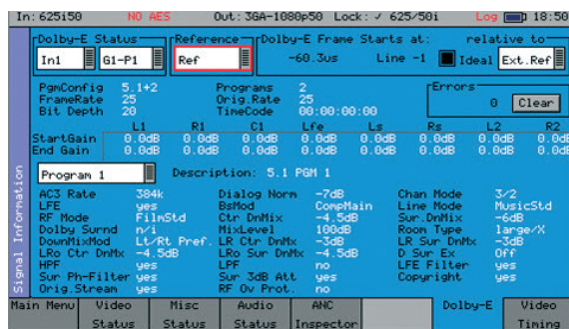 In: 625i50 NO AES Out: 3GA-1080p50 Lock: ✓ 625/50i Log 18:50
Dolby-E Status Reference Dolby-E Frame Starts at: relative to
In1 G1-P1 Ref -60.3us Line -1 Ideal Ext.Ref
PgmConfig 5.1+2 Programs 2 Errors
FrameRate 25 Orig.Rate 25 0 Clear
Bit Depth 20 TimeCode 00:00:00:00
L1 R1 C1 Lfe Ls Rs L2 R2
StartGain 0.0dB 0.0dB 0.0dB 0.0dB 0.0dB 0.0dB 0.0dB 0.0dB
End Gain 0.0dB 0.0dB 0.0dB 0.0dB 0.0dB 0.0dB 0.0dB 0.0dB
Program 1 Description: 5.1 PGM 1
AC3 Rate 384k Dialog Norm -7dB Chan Mode 3/2
LFE yes BsMod CompMain Line Mode MusicStd
RF Mode FilmStd Ctr DnMix -4.5dB Sur.DnMix -6dB
Dolby Surnd n/i MixLevel 100dB Room Type large/X
DownMixMod Lt/Rt Pref. LR Ctr DnMx -3dB LR Sur DnMx -3dB
LRo Ctr DnMx -4.5dB LRo Sur DnMx -4.5dB D Sur Ex Off
HPF yes LPF no LFE Filter yes
Sur Ph-Filter yes Sur 3dB Att yes Copyright yes
Orig.Stream yes RF Ov Prot. no
Signal Information
Main Menu Video Status Misc Status Audio Status ANC Inspector Dolby-E Video Timing